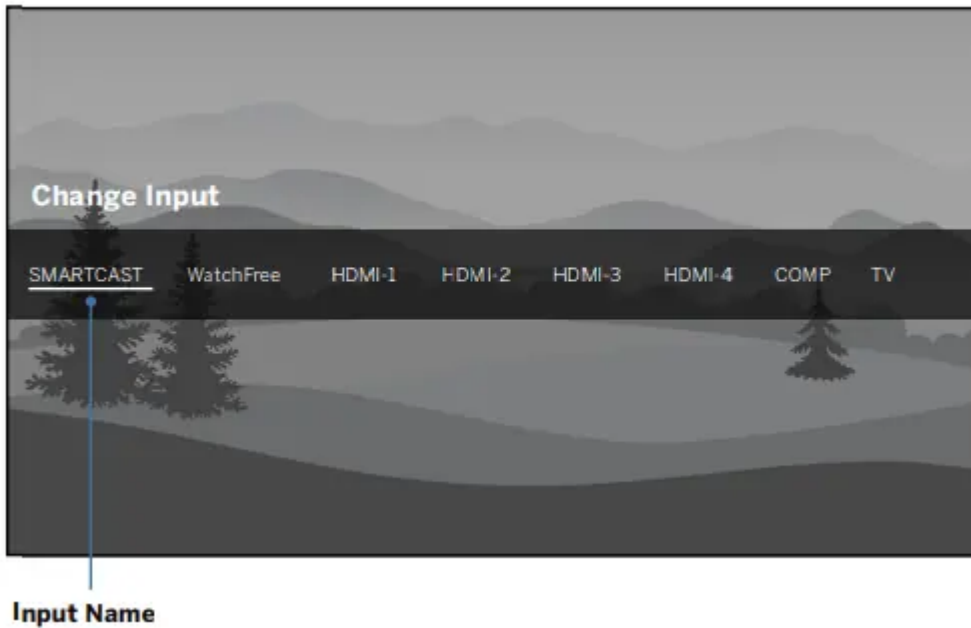 Change Input
SMARTCAST WatchFree HDMI-1 HDMI-2 HDMI-3 HDMI-4 COMP TV
Input Name